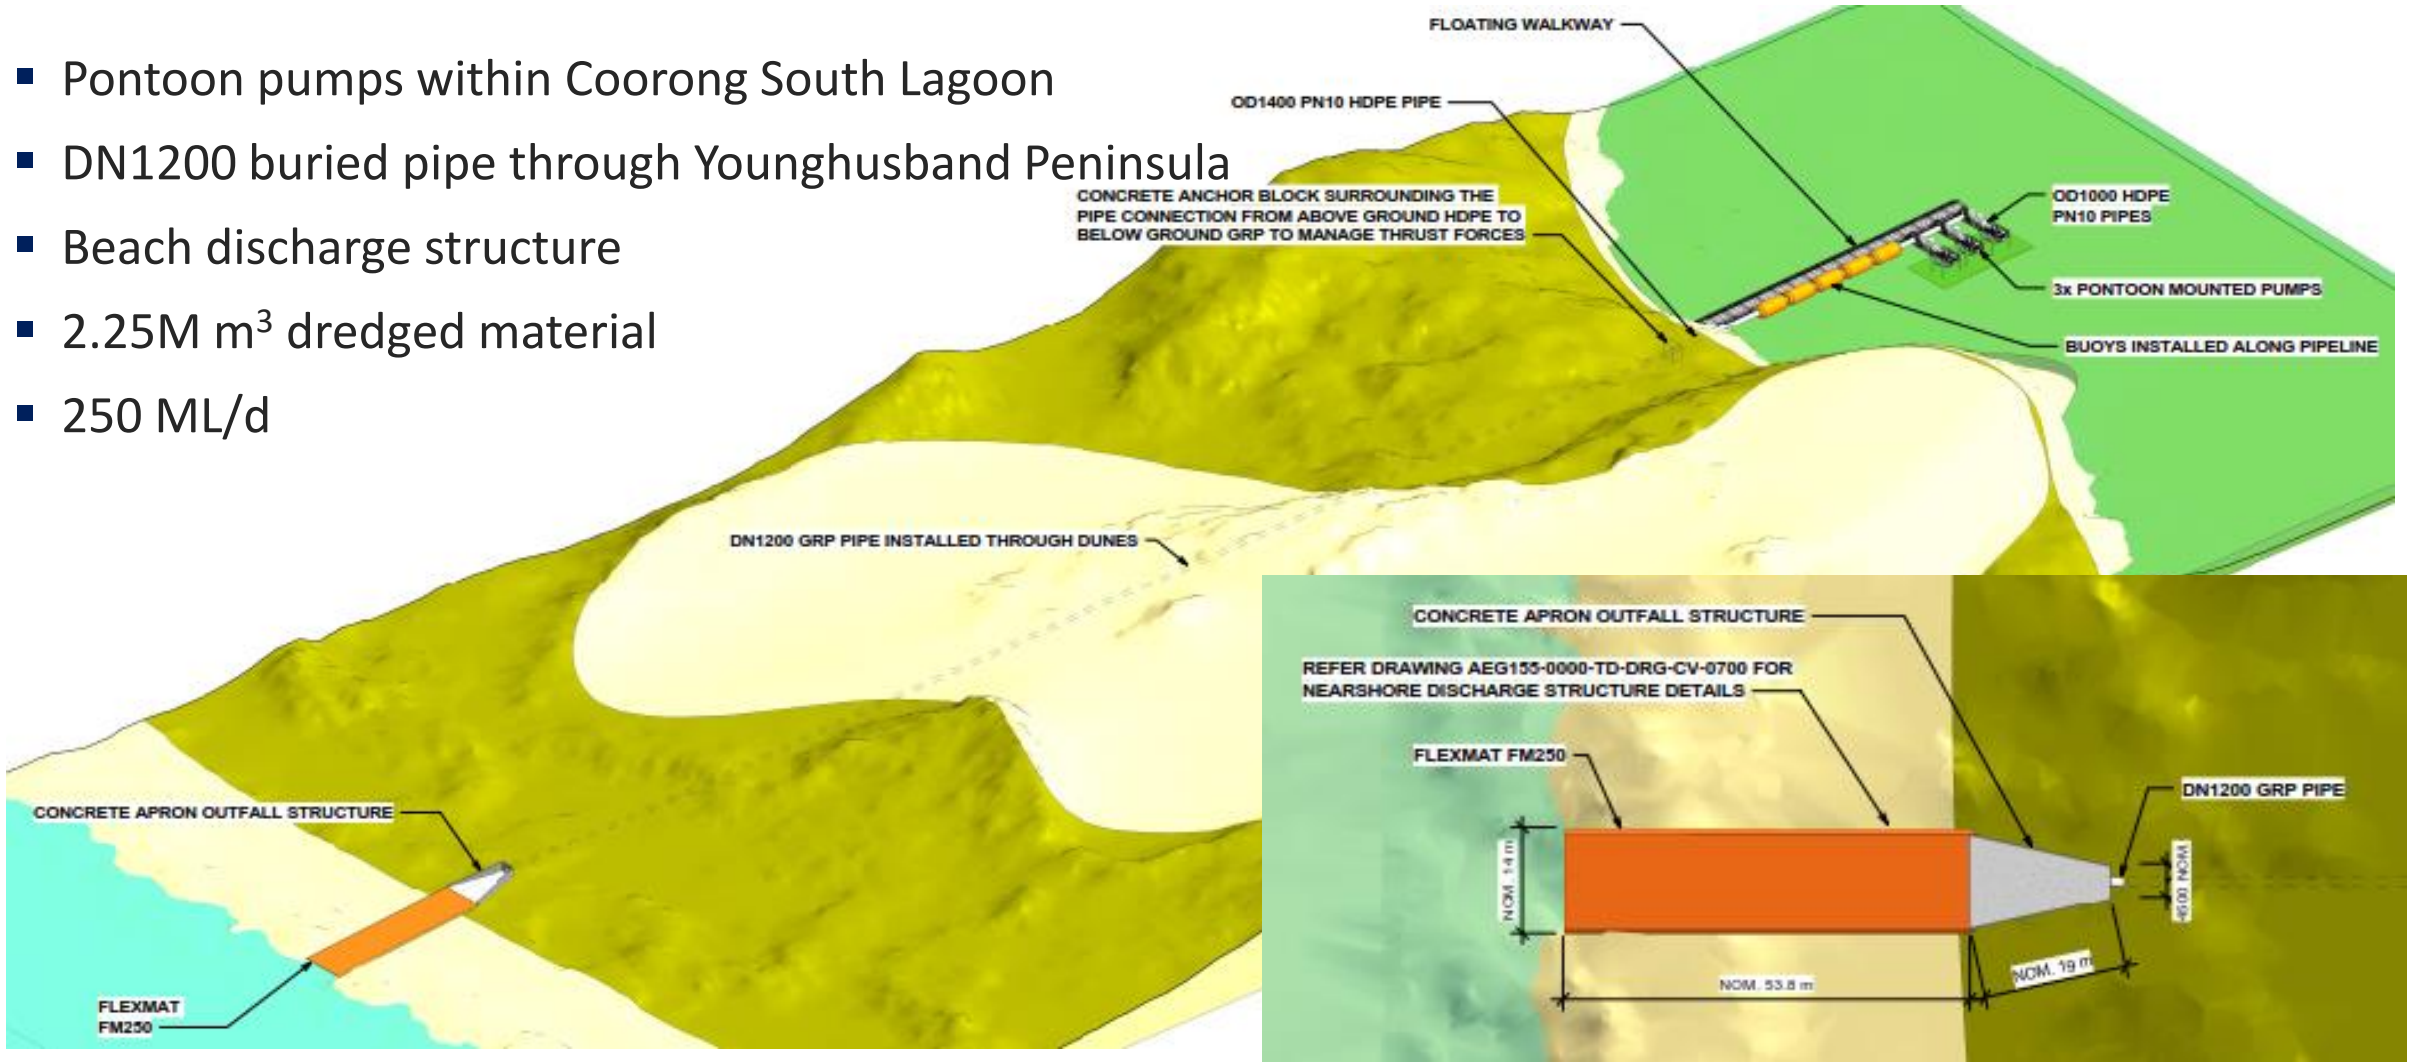 ▪ Pontoon pumps within Coorong South Lagoon
▪ DN1200 buried pipe through Younghusband Peninsula
▪ Beach discharge structure
▪ 2.25M m³ dredged material
▪ 250 ML/d
FLOATING WALKWAY
OD1400 PN10 HDPE PIPE
CONCRETE ANCHOR BLOCK SURROUNDING THE
PIPE CONNECTION FROM ABOVE GROUND HDPE TO
BELOW GROUND GRP TO MANAGE THRUST FORCES
OD1000 HDPE
PN10 PIPES
3x PONTOON MOUNTED PUMPS
BUOYS INSTALLED ALONG PIPELINE
DN1200 GRP PIPE INSTALLED THROUGH DUNES
CONCRETE APRON OUTFALL STRUCTURE
FLEXMAT
FM250
CONCRETE APRON OUTFALL STRUCTURE
REFER DRAWING AEG155-0000-TD-DRG-CV-0700 FOR
NEARSHORE DISCHARGE STRUCTURE DETAILS
FLEXMAT FM250
DN1200 GRP PIPE
NOM. 14 m
NOM. 53.8 m
NOM. 19 m
NOM